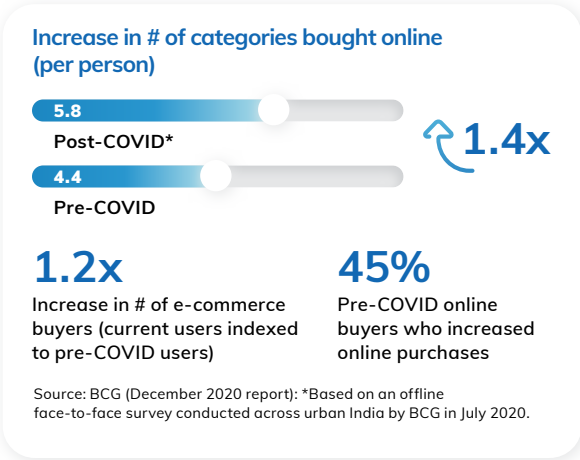 Increase in # of categories bought online
(per person)
5.8
Post-COVID*
1.4x
4.4
Pre-COVID
1.2x
Increase in # of e-commerce
buyers (current users indexed
to pre-COVID users)
45%
Pre-COVID online
buyers who increased
online purchases
Source: BCG (December 2020 report): *Based on an offline
face-to-face survey conducted across urban India by BCG in July 2020.